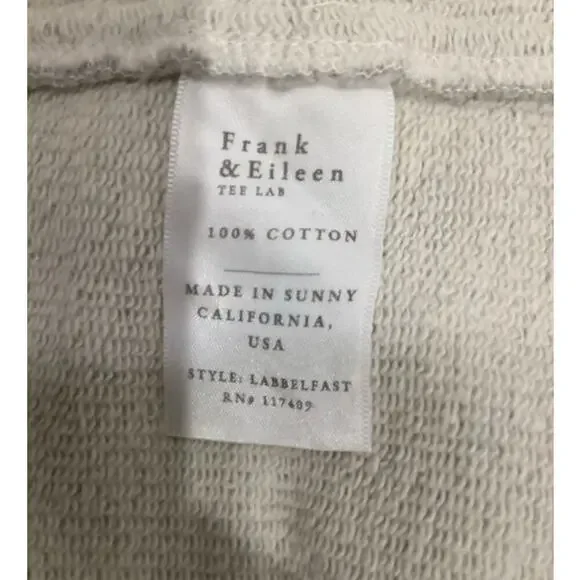 Frank
& Eileen
TEE LAB
100% COTTON
MADE IN SUNNY
CALIFORNIA,
USA
STYLE: LABBELFAST
RN# 117409